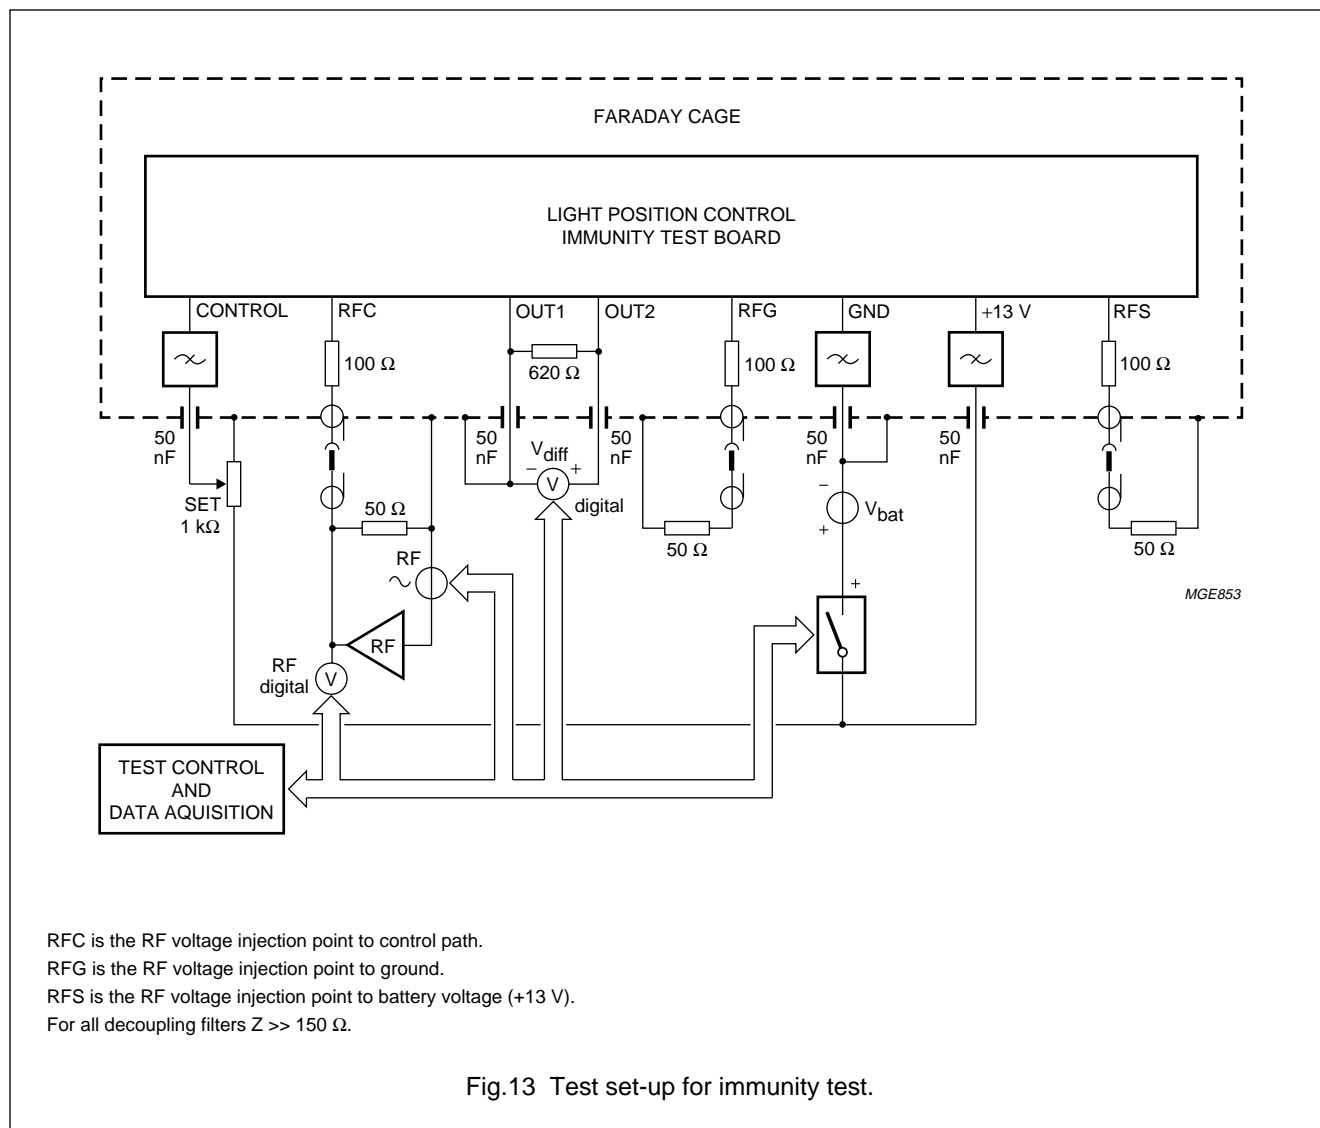 FARADAY CAGE
LIGHT POSITION CONTROL
IMMUNITY TEST BOARD
CONTROL RFC OUT1 OUT2 RFG GND +13 V RFS
100 Ω 620 Ω 100 Ω 100 Ω
50 nF 50 nF 50 nF 50 nF 50 nF
Vdiff
− +
V
digital
SET
1 kΩ
50 Ω
− Vbat +
50 Ω 50 Ω
RF
+
MGE853
RF
RF
digital
V
TEST CONTROL
AND
DATA AQUISITION
RFC is the RF voltage injection point to control path.
RFG is the RF voltage injection point to ground.
RFS is the RF voltage injection point to battery voltage (+13 V).
For all decoupling filters Z >> 150 Ω.
Fig.13 Test set-up for immunity test.